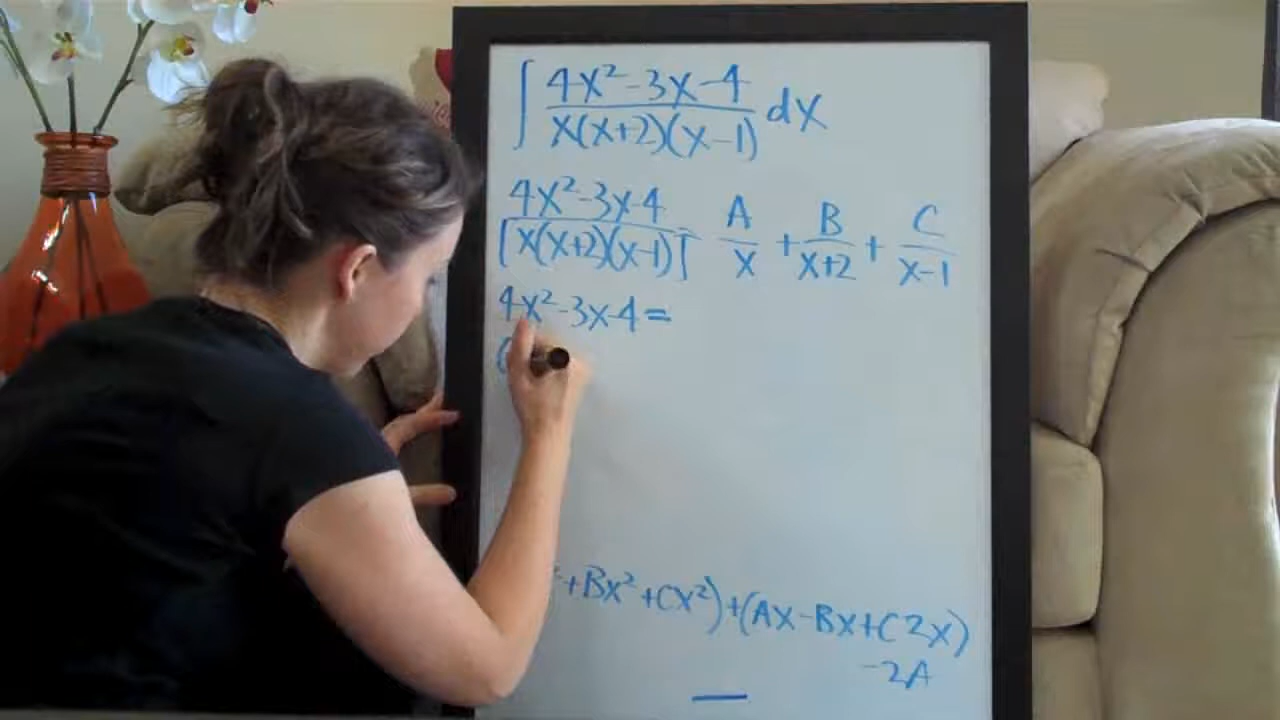 ∫ 4x²-3x-4 / x(x+2)(x-1) dx
4x²-3x-4 / [x(x+2)(x-1)] = A/x + B/x+2 + C/x-1
4x²-3x-4=
(
+Bx²+Cx²)+(Ax-Bx+C2x)
-2A